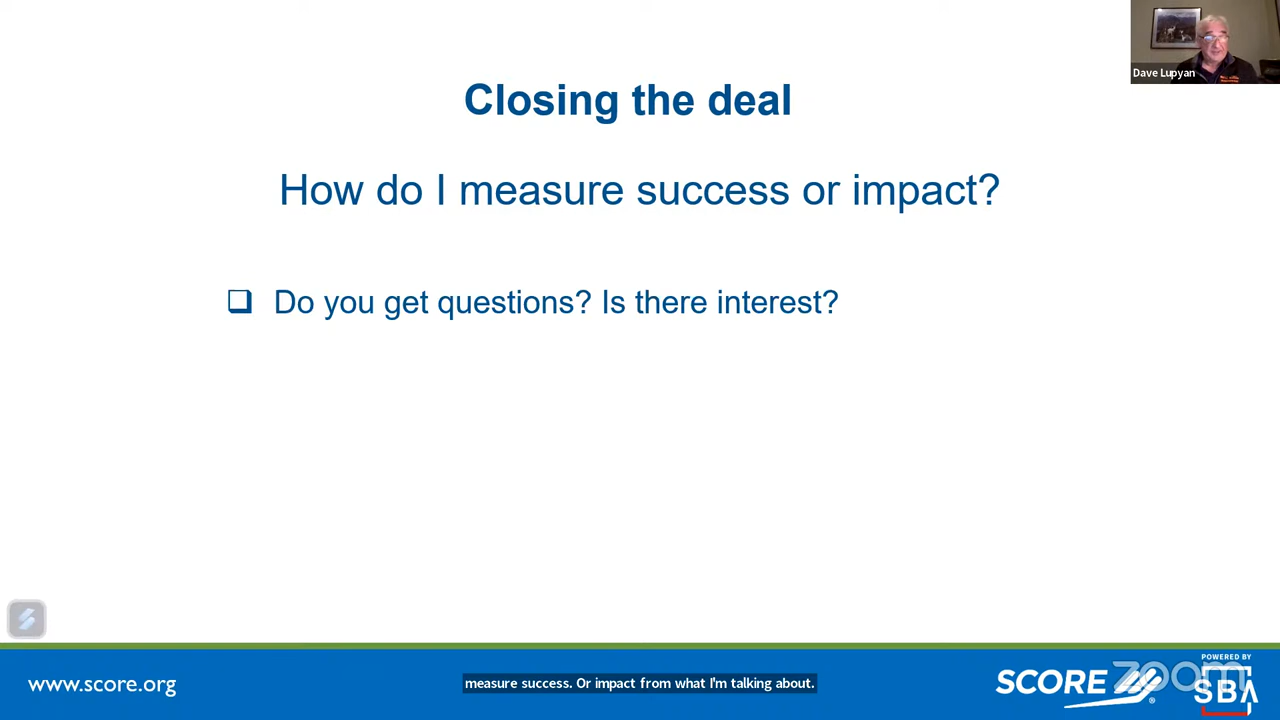 Dave Lupyan
Closing the deal
How do I measure success or impact?
Do you get questions? Is there interest?
www.score.org
measure success. Or impact from what I'm talking about.
SCORE
zoom
POWERED BY
SBA